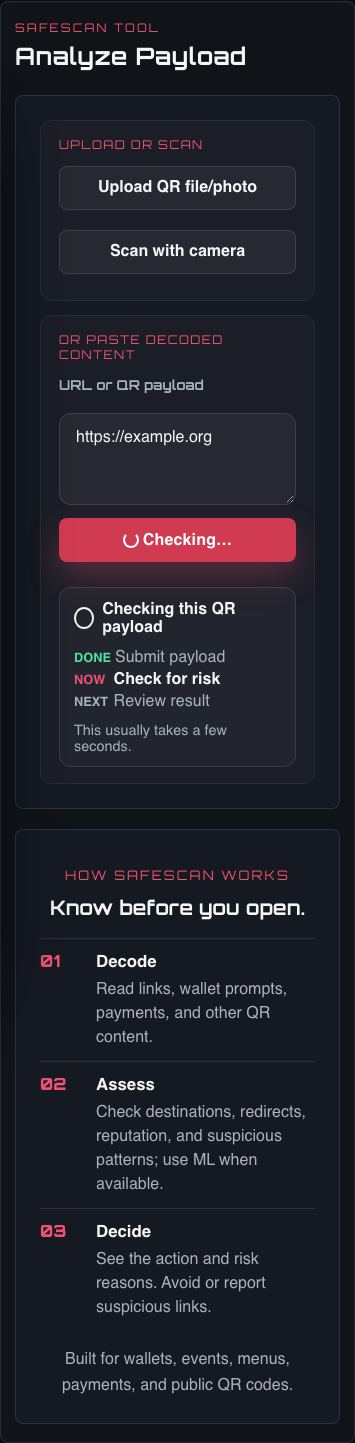 SAFESCAN TOOL
Analyze Payload
UPLOAD OR SCAN
Upload QR file/photo
Scan with camera
OR PASTE DECODED
CONTENT
URL or QR payload
https://example.org
Checking...
Checking this QR
payload
DONE Submit payload
NOW Check for risk
NEXT Review result
This usually takes a few
seconds.
HOW SAFESCAN WORKS
Know before you open.
01 Decode
Read links, wallet prompts,
payments, and other QR
content.
02 Assess
Check destinations, redirects,
reputation, and suspicious
patterns; use ML when
available.
03 Decide
See the action and risk
reasons. Avoid or report
suspicious links.
Built for wallets, events, menus,
payments, and public QR codes.